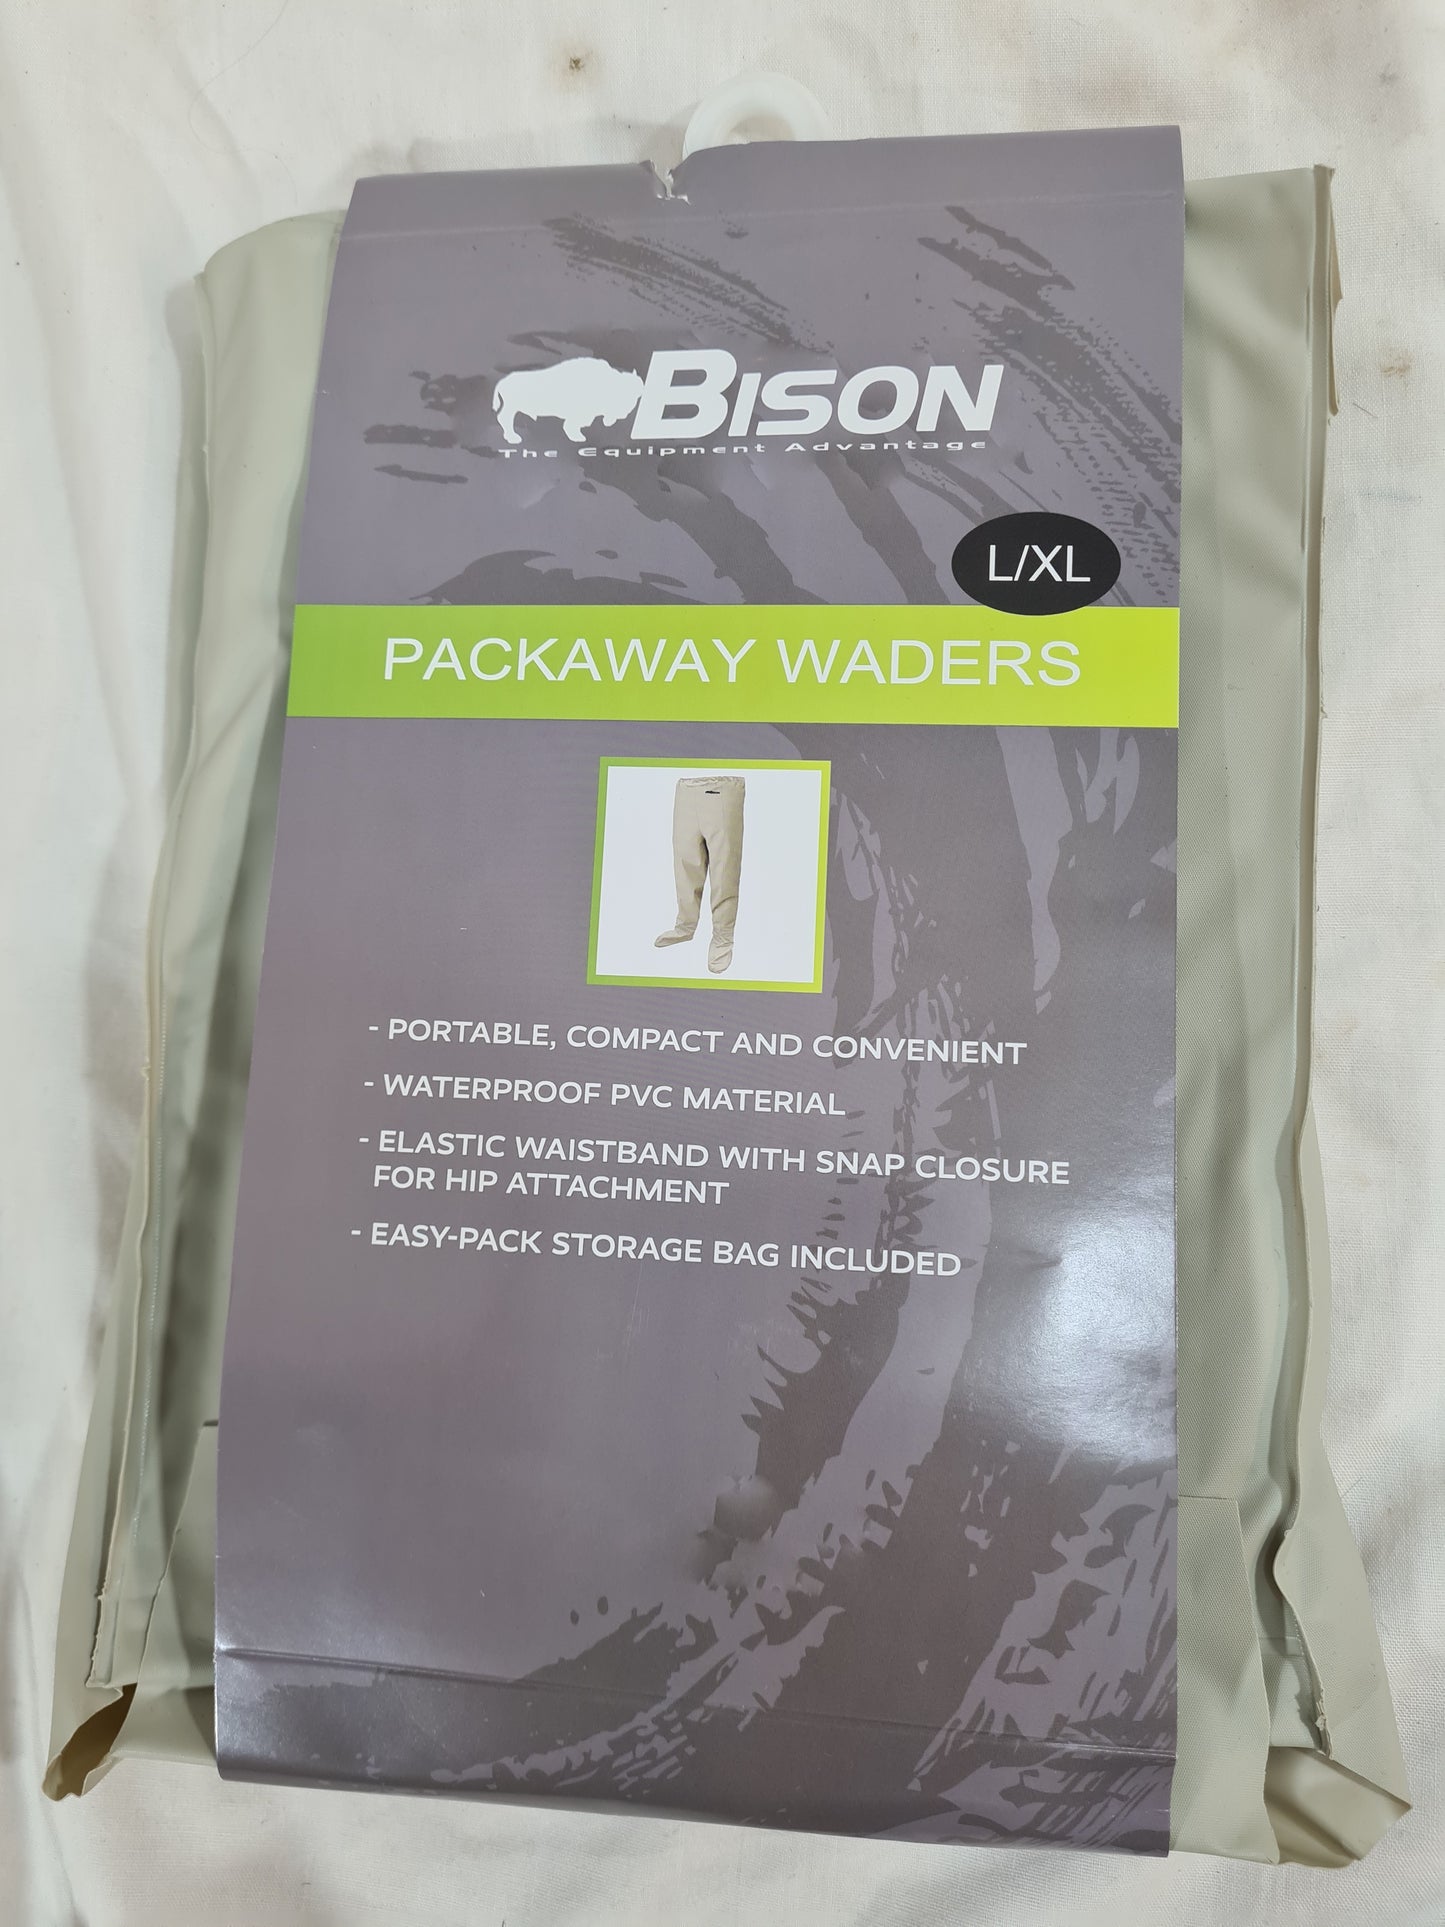 BISON
The Equipment Advantage
L/XL
PACKAWAY WADERS
- PORTABLE, COMPACT AND CONVENIENT
- WATERPROOF PVC MATERIAL
- ELASTIC WAISTBAND WITH SNAP CLOSURE
FOR HIP ATTACHMENT
- EASY-PACK STORAGE BAG INCLUDED